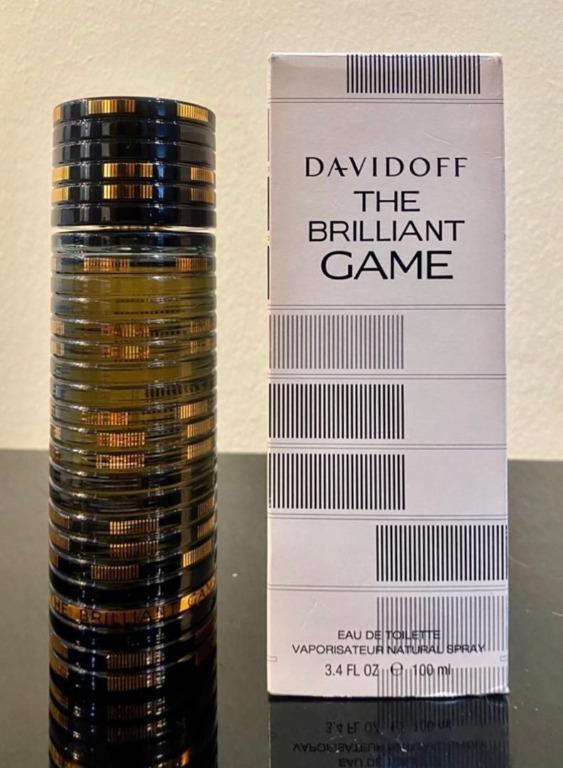 DAVIDOFF
THE
BRILLIANT
GAME
EAU DE TOILETTE
VAPORISATEUR NATURAL SPRAY
3.4 FL OZ ℮ 100 ml
THE BRILLIANT GAME